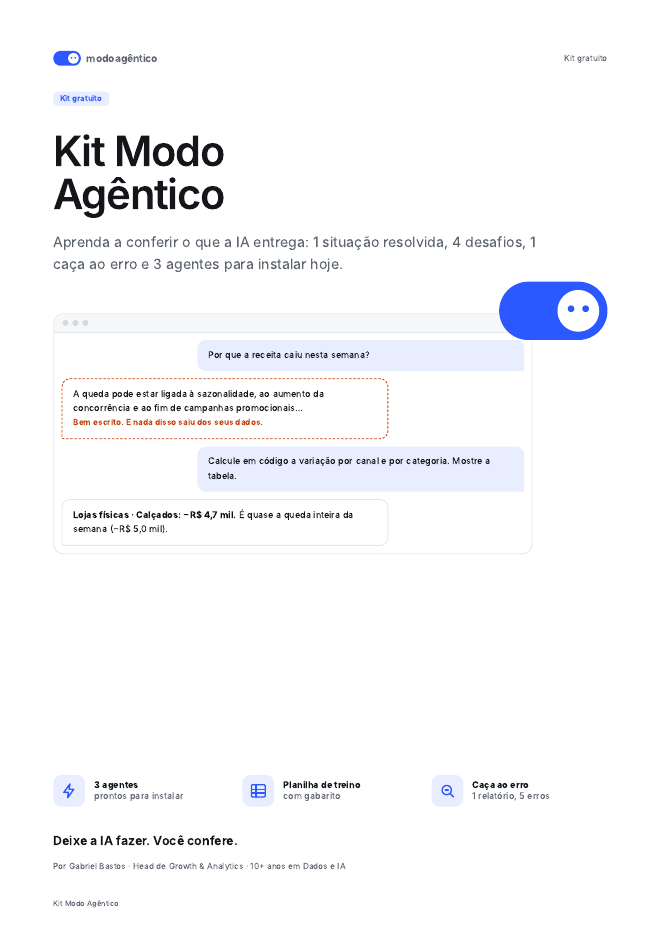 modoagêntico
Kit gratuito
Kit gratuito
Kit Modo
Agêntico
Aprenda a conferir o que a IA entrega: 1 situação resolvida, 4 desafios, 1
caça ao erro e 3 agentes para instalar hoje.
Por que a receita caiu nesta semana?
A queda pode estar ligada à sazonalidade, ao aumento da
concorrência e ao fim de campanhas promocionais...
Bem escrito. E nada disso saiu dos seus dados.
Calcule em código a variação por canal e por categoria. Mostre a
tabela.
Lojas físicas · Calçados: −R$ 4,7 mil. É quase a queda inteira da
semana (−R$ 5,0 mil).
3 agentes
prontos para instalar
Planilha de treino
com gabarito
Caça ao erro
1 relatório, 5 erros
Deixe a IA fazer. Você confere.
Por Gabriel Bastos · Head de Growth & Analytics · 10+ anos em Dados e IA
Kit Modo Agêntico